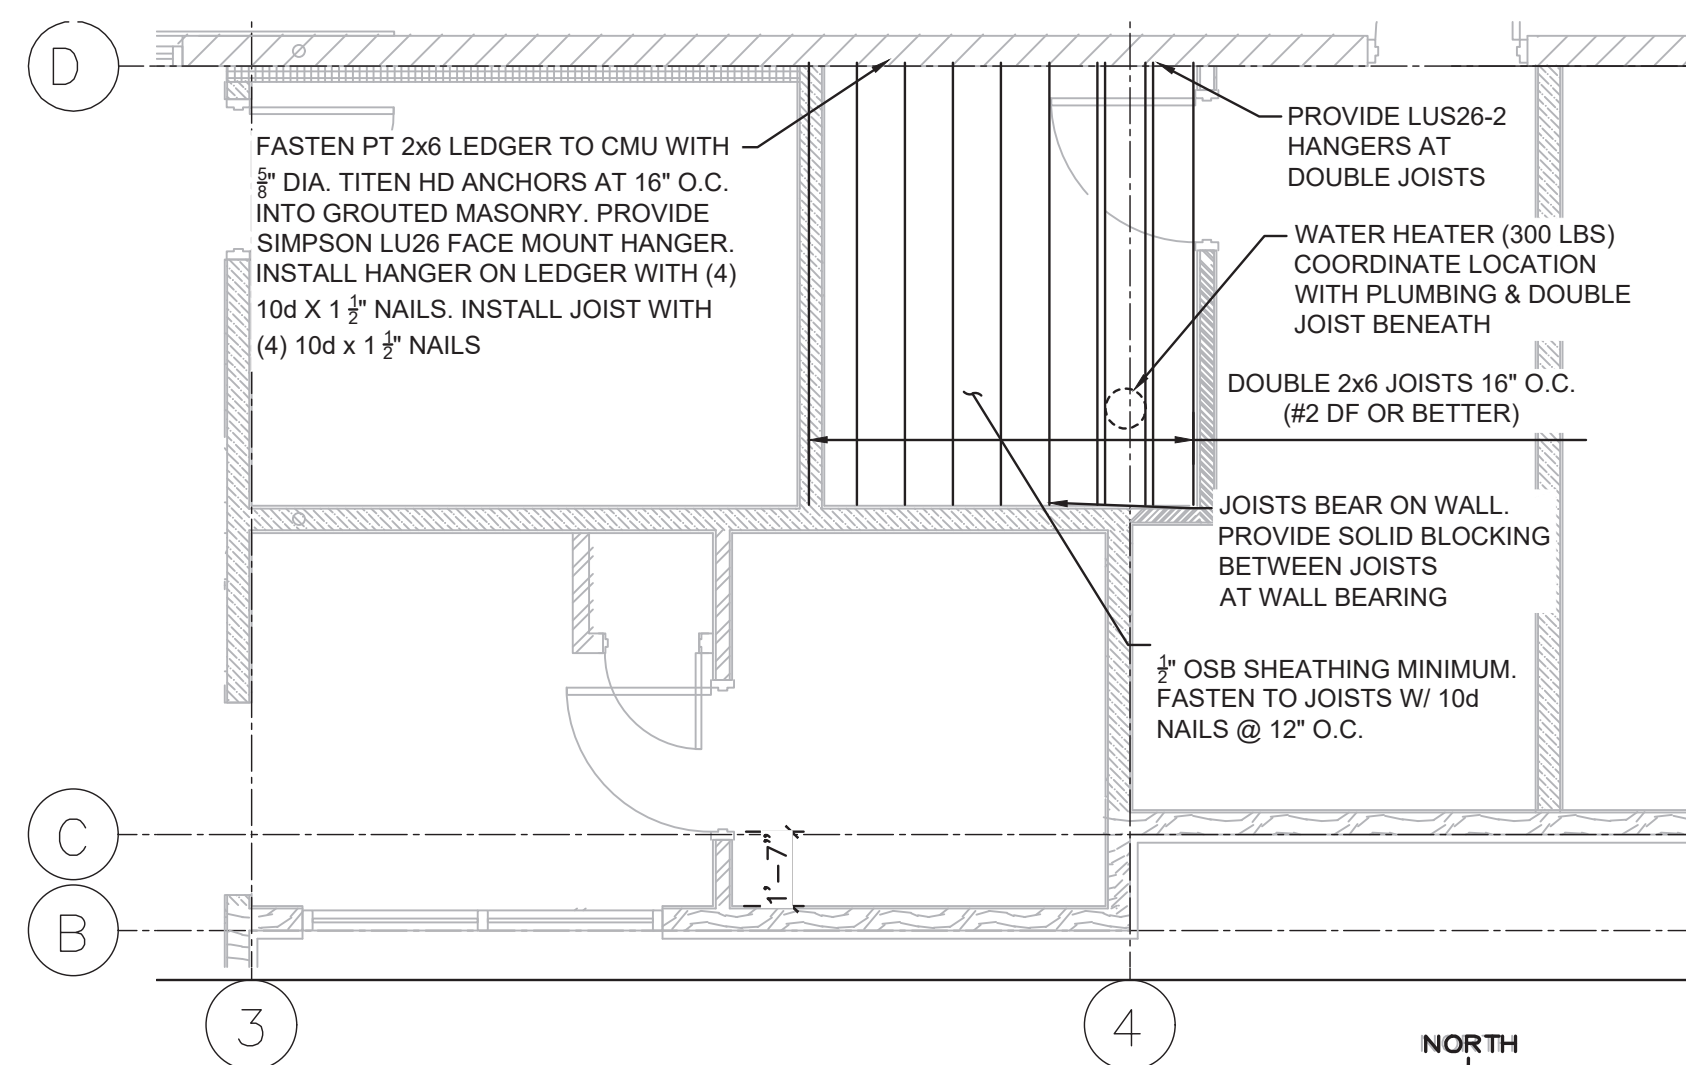 D
FASTEN PT 2x6 LEDGER TO CMU WITH
5/8" DIA. TITEN HD ANCHORS AT 16" O.C.
INTO GROUTED MASONRY. PROVIDE
SIMPSON LU26 FACE MOUNT HANGER.
INSTALL HANGER ON LEDGER WITH (4)
10d X 1 1/2" NAILS. INSTALL JOIST WITH
(4) 10d x 1 1/2" NAILS
PROVIDE LUS26-2
HANGERS AT
DOUBLE JOISTS
WATER HEATER (300 LBS)
COORDINATE LOCATION
WITH PLUMBING & DOUBLE
JOIST BENEATH
DOUBLE 2x6 JOISTS 16" O.C.
(#2 DF OR BETTER)
JOISTS BEAR ON WALL.
PROVIDE SOLID BLOCKING
BETWEEN JOISTS
AT WALL BEARING
1/2" OSB SHEATHING MINIMUM.
FASTEN TO JOISTS W/ 10d
NAILS @ 12" O.C.
C
1'-7"
B
3
4
NORTH